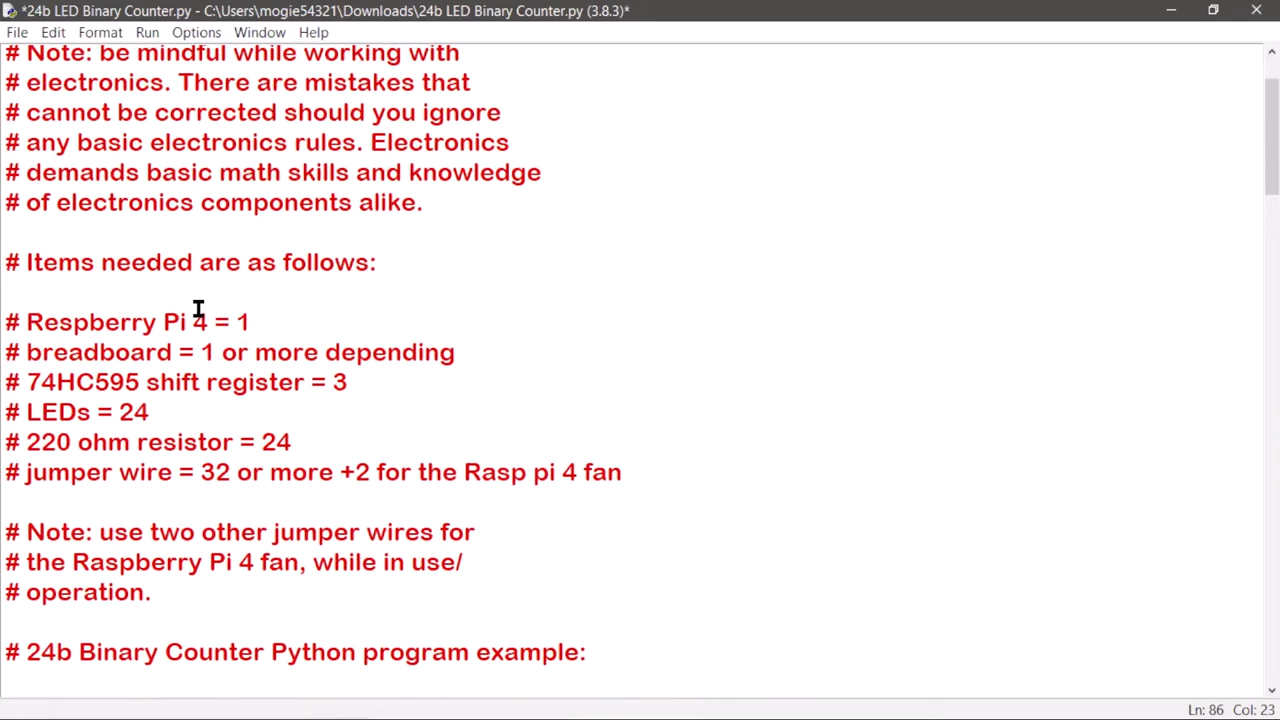 *24b LED Binary Counter.py - C:\Users\mogie54321\Downloads\24b LED Binary Counter.py (3.8.3)*
File Edit Format Run Options Window Help
# Note: be mindful while working with
# electronics. There are mistakes that
# cannot be corrected should you ignore
# any basic electronics rules. Electronics
# demands basic math skills and knowledge
# of electronics components alike.
# Items needed are as follows:
# Respberry Pi 4 = 1
# breadboard = 1 or more depending
# 74HC595 shift register = 3
# LEDs = 24
# 220 ohm resistor = 24
# jumper wire = 32 or more +2 for the Rasp pi 4 fan
# Note: use two other jumper wires for
# the Raspberry Pi 4 fan, while in use/
# operation.
# 24b Binary Counter Python program example:
Ln: 86 Col: 23